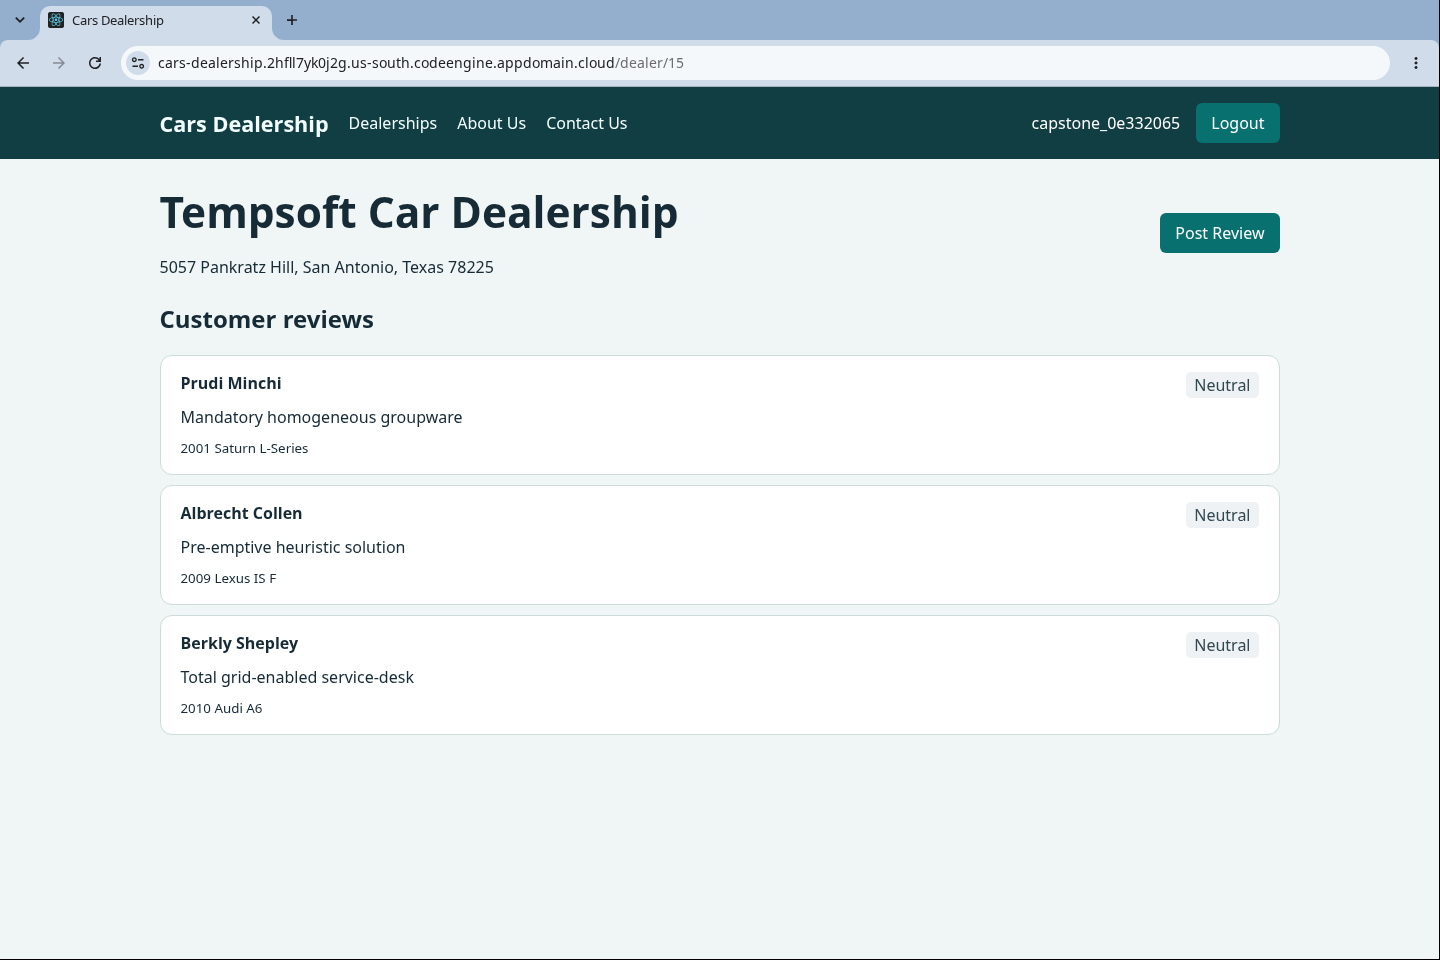 Cars Dealership
cars-dealership.2hfll7yk0j2g.us-south.codeengine.appdomain.cloud/dealer/15
Cars Dealership Dealerships About Us Contact Us capstone_0e332065 Logout
Tempsoft Car Dealership
Post Review
5057 Pankratz Hill, San Antonio, Texas 78225
Customer reviews
Prudi Minchi Neutral
Mandatory homogeneous groupware
2001 Saturn L-Series
Albrecht Collen Neutral
Pre-emptive heuristic solution
2009 Lexus IS F
Berkly Shepley Neutral
Total grid-enabled service-desk
2010 Audi A6